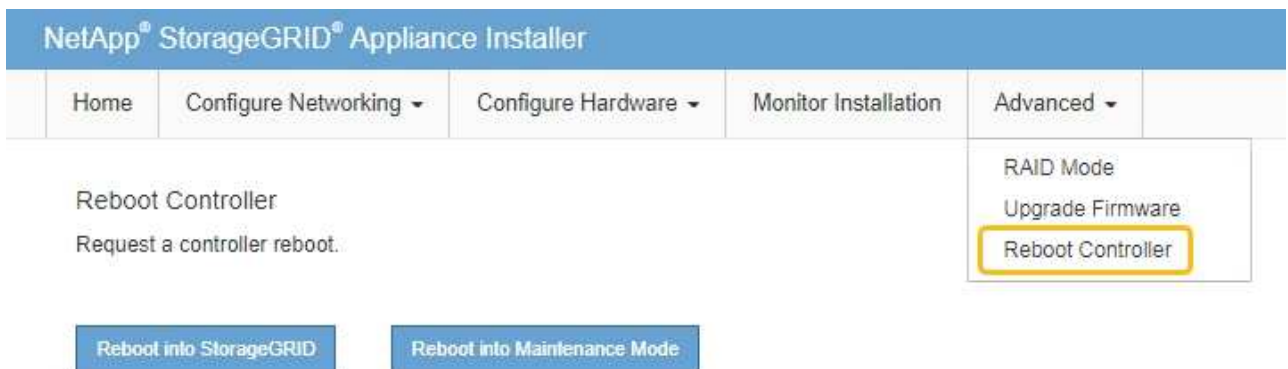 NetApp® StorageGRID® Appliance Installer
Home Configure Networking Configure Hardware Monitor Installation Advanced
RAID Mode
Upgrade Firmware
Reboot Controller
Reboot Controller
Request a controller reboot.
Reboot into StorageGRID Reboot into Maintenance Mode